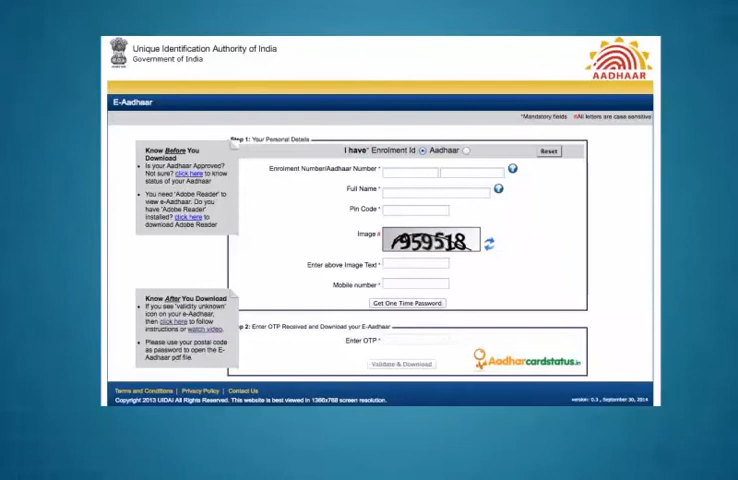 Unique Identification Authority of India
Government of India
AADHAAR
E-Aadhaar
*Mandatory fields #All letters are case sensitive
Step 1: Your Personal Details
I have* Enrolment Id Aadhaar Reset
Know Before You
Download
• Is your Aadhaar Approved?
Not sure? click here to know
status of your Aadhaar
• You need 'Adobe Reader' to
view e-Aadhaar. Do you
have 'Adobe Reader
installed? click here to
download Adobe Reader
Enrolment Number/Aadhaar Number *
Full Name *
Pin Code *
Image #
959518
Enter above Image Text *
Mobile number *
Get One Time Password
Know After You Download
• If you see 'validity unknown'
icon on your e-Aadhaar,
then click here to follow
instructions or watch video.
• Please use your postal code
as password to open the E-
Aadhaar pdf file.
p 2: Enter OTP Received and Download your E-Aadhaar
Enter OTP *
Validate & Download
Aadharcardstatus.in
Terms and Conditions | Privacy Policy | Contact Us
Copyright 2013 UIDAI All Rights Reserved. This website is best viewed in 1366x768 screen resolution.
version: 0.3 , September 30, 2014